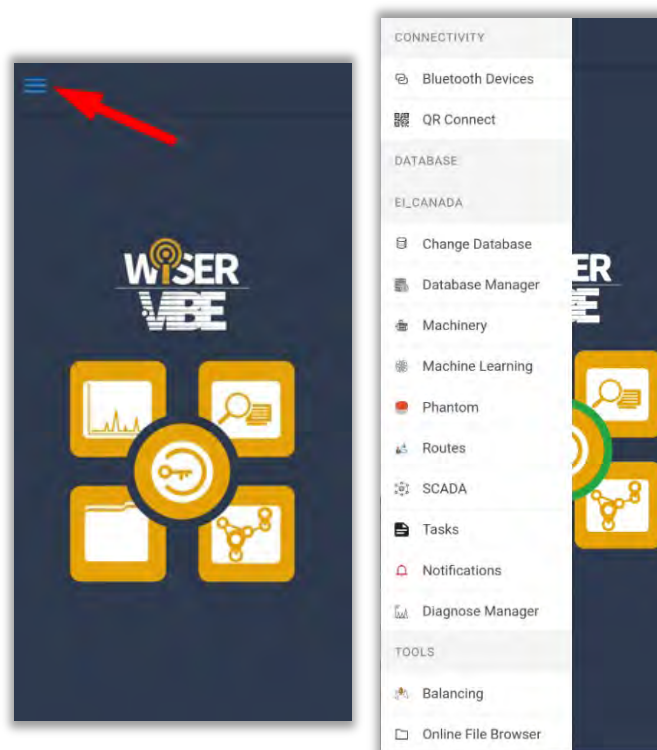 WiSER
ViBE
CONNECTIVITY
Bluetooth Devices
QR Connect
DATABASE
EI_CANADA
Change Database
Database Manager
Machinery
Machine Learning
Phantom
Routes
SCADA
Tasks
Notifications
Diagnose Manager
TOOLS
Balancing
Online File Browser
ER
E